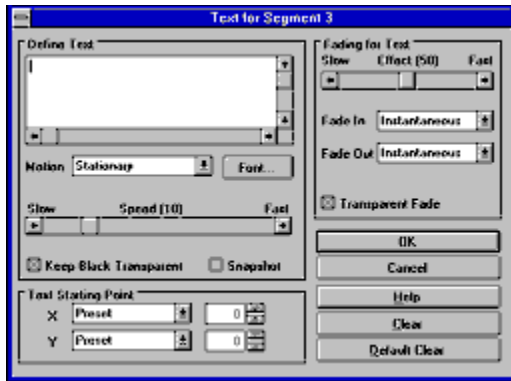 Text for Segment 3
Define Text
Motion Stationary Font...
Slow Speed (10) Fast
Keep Black Transparent Snapshot
Text Starting Point
X Preset 0
Y Preset 0
Fading for Text
Slow Effect (50) Fast
Fade In Instantaneous
Fade Out Instantaneous
Transparent Fade
OK
Cancel
Help
Clear
Default Clear